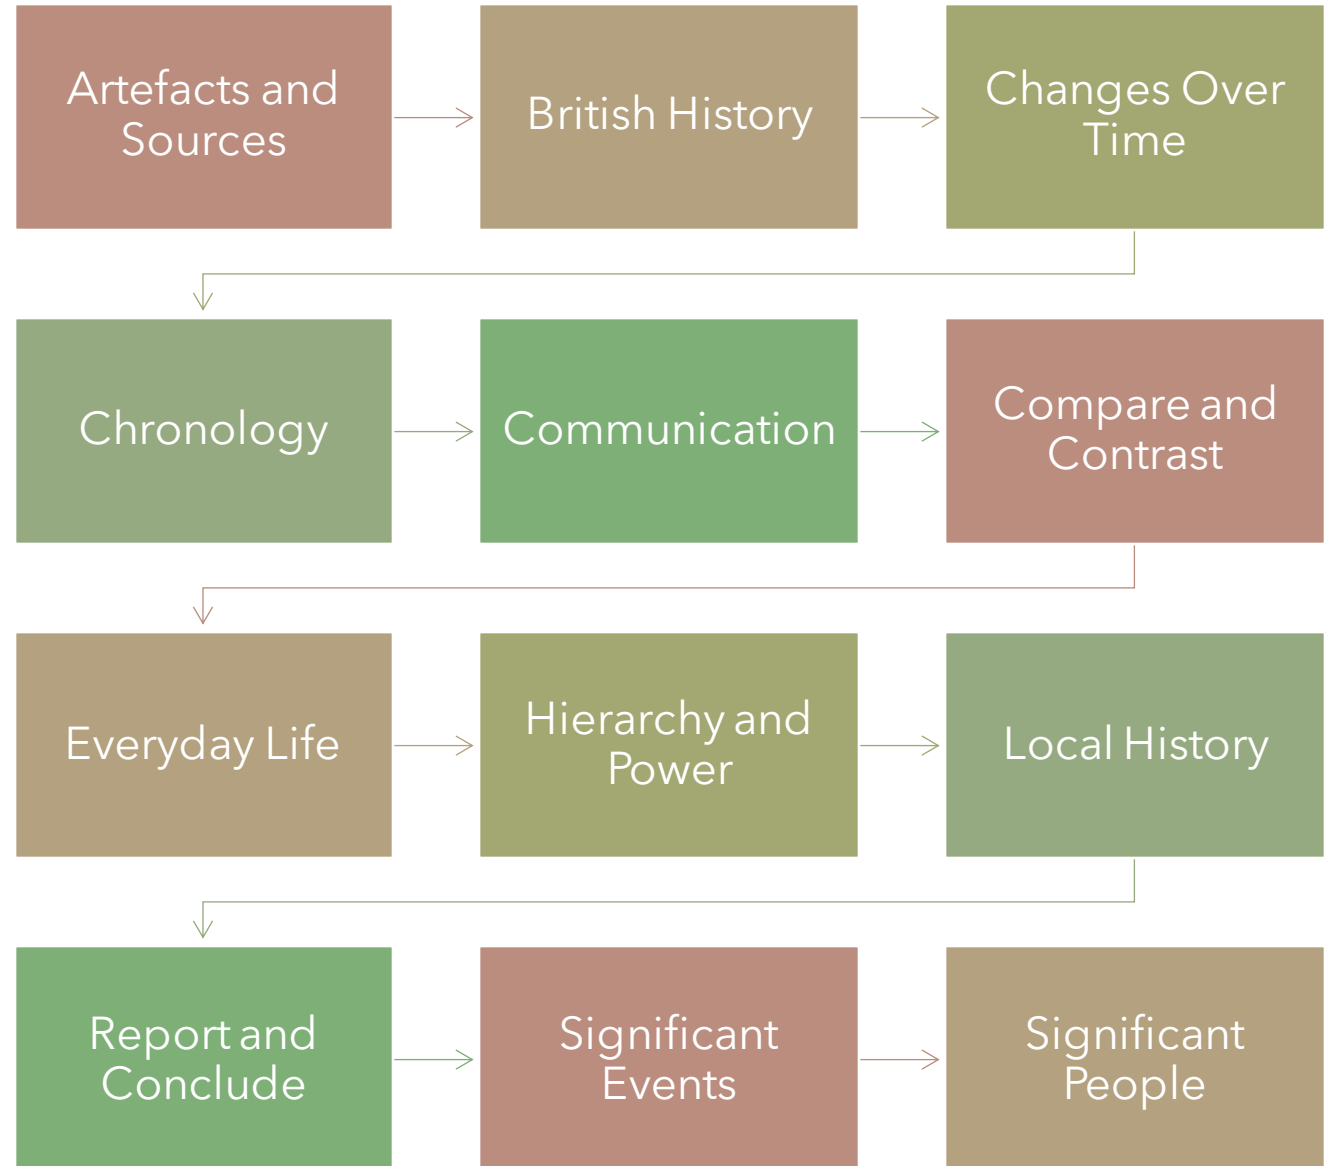 Artefacts and
Sources
British History
Changes Over
Time
Chronology
Communication
Compare and
Contrast
Everyday Life
Hierarchy and
Power
Local History
Report and
Conclude
Significant
Events
Significant
People